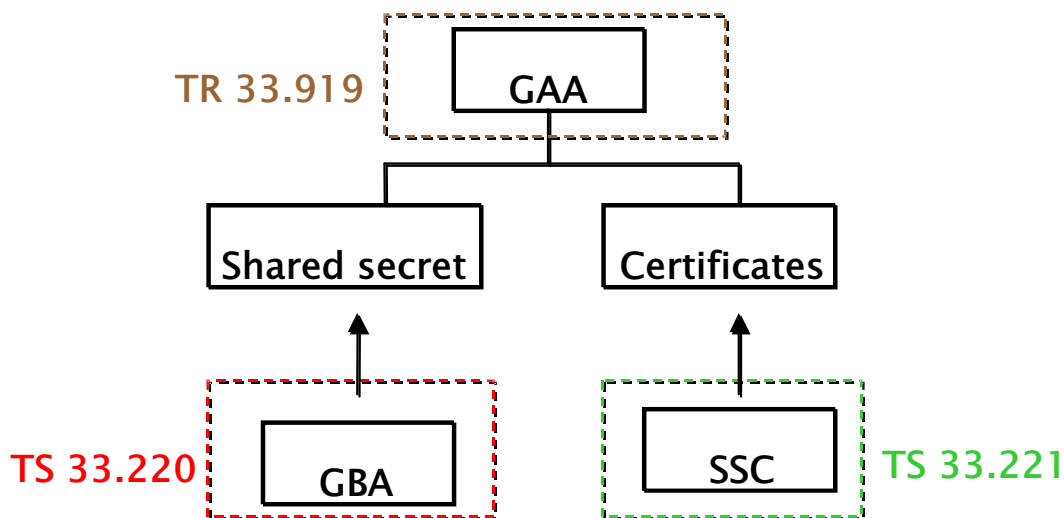 TR 33.919
GAA
Shared secret
Certificates
TS 33.220
GBA
SSC
TS 33.221